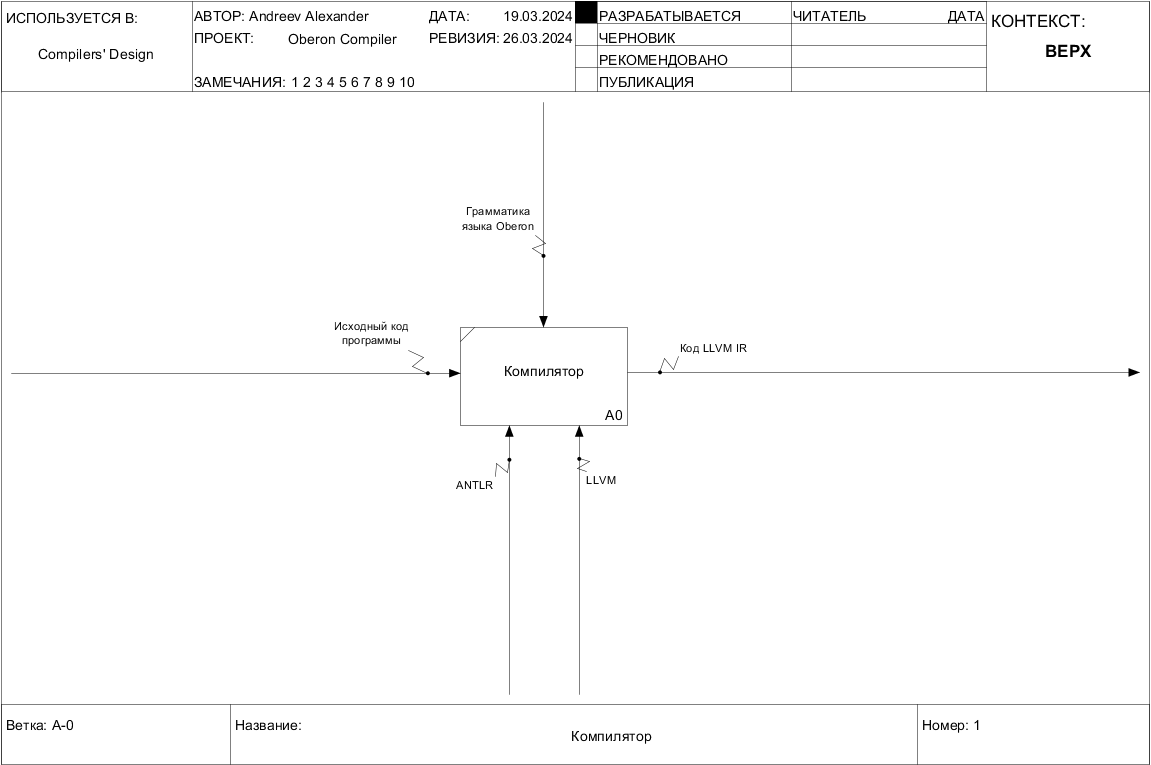 ИСПОЛЬЗУЕТСЯ В:
Compilers' Design
АВТОР: Andreev Alexander
ДАТА: 19.03.2024
ПРОЕКТ: Oberon Compiler
РЕВИЗИЯ: 26.03.2024
ЗАМЕЧАНИЯ: 1 2 3 4 5 6 7 8 9 10
РАЗРАБАТЫВАЕТСЯ
ЧЕРНОВИК
РЕКОМЕНДОВАНО
ПУБЛИКАЦИЯ
ЧИТАТЕЛЬ ДАТА
КОНТЕКСТ:
ВЕРХ
Грамматика
языка Oberon
Исходный код
программы
Код LLVM IR
Компилятор
A0
ANTLR
LLVM
Ветка: A-0
Название:
Компилятор
Номер: 1